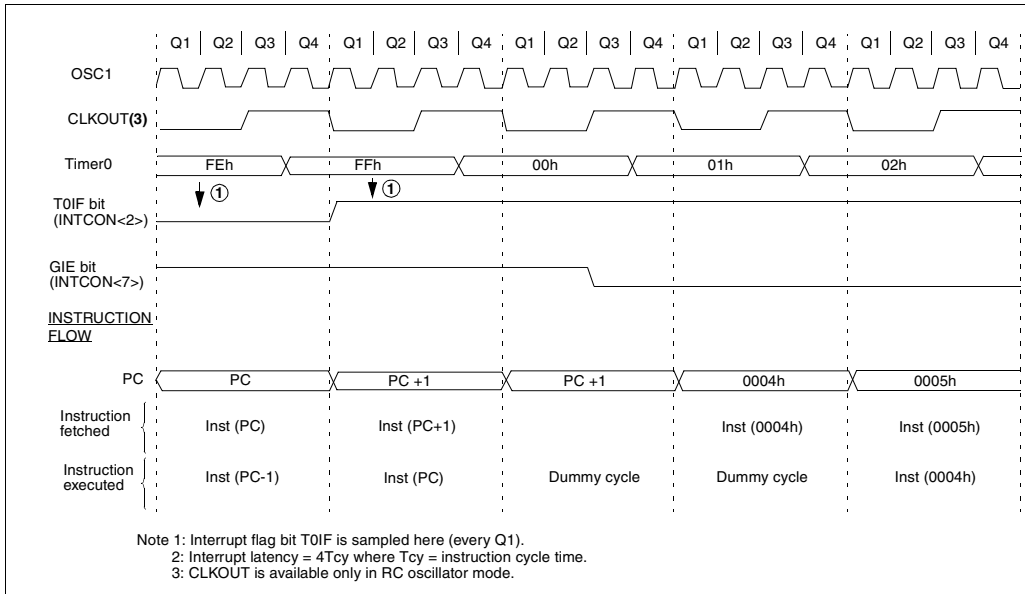 Q1 Q2 Q3 Q4 Q1 Q2 Q3 Q4 Q1 Q2 Q3 Q4 Q1 Q2 Q3 Q4 Q1 Q2 Q3 Q4
OSC1
CLKOUT(3)
Timer0 FEh FFh 00h 01h 02h
① ①
T0IF bit
(INTCON<2>)
GIE bit
(INTCON<7>)
INSTRUCTION
FLOW
PC PC PC +1 PC +1 0004h 0005h
Instruction
fetched
Inst (PC) Inst (PC+1) Inst (0004h) Inst (0005h)
Instruction
executed
Inst (PC-1) Inst (PC) Dummy cycle Dummy cycle Inst (0004h)
Note 1: Interrupt flag bit T0IF is sampled here (every Q1).
2: Interrupt latency = 4Tcy where Tcy = instruction cycle time.
3: CLKOUT is available only in RC oscillator mode.